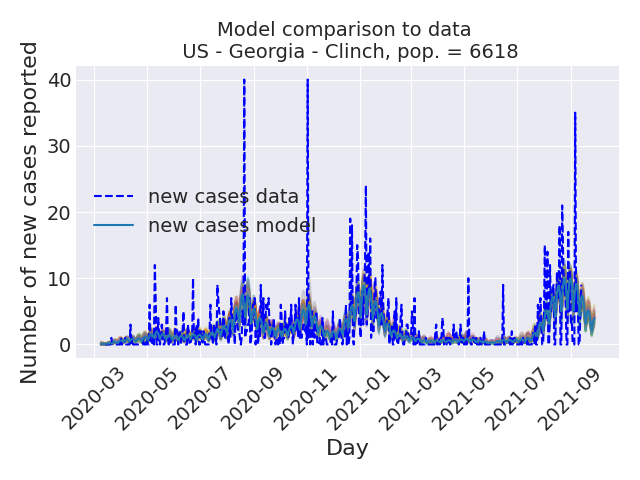 Model comparison to data
US - Georgia - Clinch, pop. = 6618
Number of new cases reported
40
30
20
10
0
new cases data
new cases model
2020-03
2020-05
2020-07
2020-09
2020-11
2021-01
2021-03
2021-05
2021-07
2021-09
Day